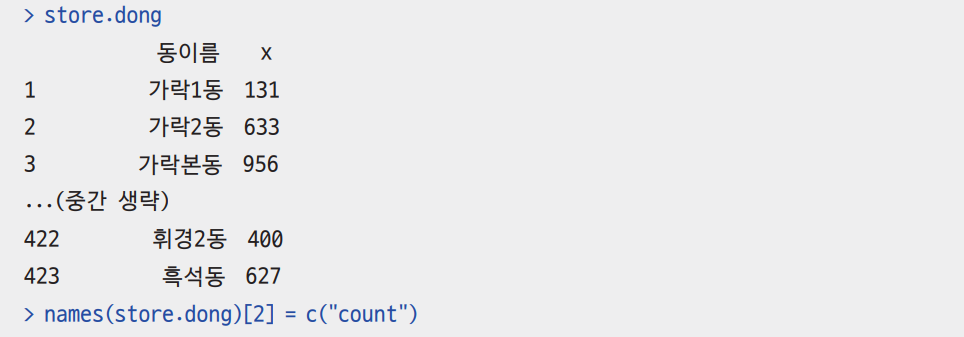 > store.dong
동이름 x
1 가락1동 131
2 가락2동 633
3 가락본동 956
...(중간 생략)
422 휘경2동 400
423 흑석동 627
> names(store.dong)[2] = c("count")